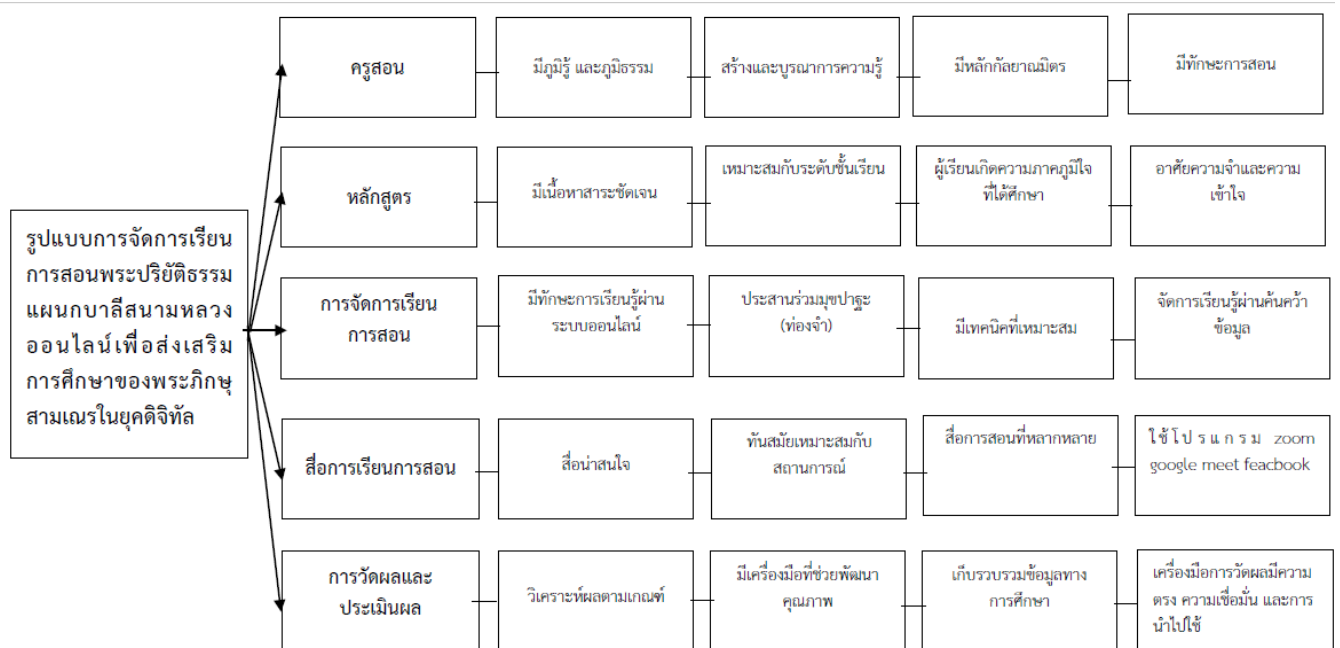 ครูสอน
มีภูมิรู้ และภูมิธรรม
สร้างและบูรณาการความรู้
มีหลักกัลยาณมิตร
มีทักษะการสอน
รูปแบบการจัดการเรียน
การสอนพระปริยัติธรรม
แผนกบาลีสนามหลวง
ออนไลน์เพื่อส่งเสริม
การศึกษาของพระภิกษุ
สามเณรในยุคดิจิทัล
หลักสูตร
มีเนื้อหาสาระชัดเจน
เหมาะสมกับระดับชั้นเรียน
ผู้เรียนเกิดความภาคภูมิใจ
ที่ได้ศึกษา
อาศัยความจำและความ
เข้าใจ
การจัดการเรียน
การสอน
มีทักษะการเรียนรู้ผ่าน
ระบบออนไลน์
ประสานร่วมมุขปาฐะ
(ท่องจำ)
มีเทคนิคที่เหมาะสม
จัดการเรียนรู้ผ่านค้นคว้า
ข้อมูล
สื่อการเรียนการสอน
สื่อน่าสนใจ
ทันสมัยเหมาะสมกับ
สถานการณ์
สื่อการสอนที่หลากหลาย
ใช้โปรแกรม zoom
google meet feacbook
การวัดผลและ
ประเมินผล
วิเคราะห์ผลตามเกณฑ์
มีเครื่องมือที่ช่วยพัฒนา
คุณภาพ
เก็บรวบรวมข้อมูลทาง
การศึกษา
เครื่องมือการวัดผลมีความ
ตรง ความเชื่อมั่น และการ
นำไปใช้